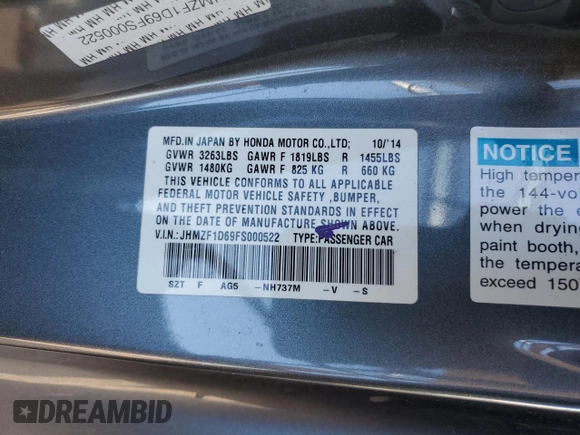 MZF1D69FS000522
MFD.IN JAPAN BY HONDA MOTOR CO.,LTD; 10/'14
GVWR 3263LBS GAWR F 1819LBS R 1455LBS
GVWR 1480KG GAWR F 825 KG R 660 KG
THIS VEHICLE CONFORMS TO ALL APPLICABLE
FEDERAL MOTOR VEHICLE SAFETY ,BUMPER,
AND THEFT PREVENTION STANDARDS IN EFFECT
ON THE DATE OF MANUFACTURE SHOWN ABOVE.
V.I.N.: JHMZF1D69FS000522 TYPE:PASSENGER CAR
SZT F AG5 -NH737M -V -S
NOTICE
High temper
the 144-vo
power the
when drying
paint booth,
the temperat
exceed 150
DREAMBID